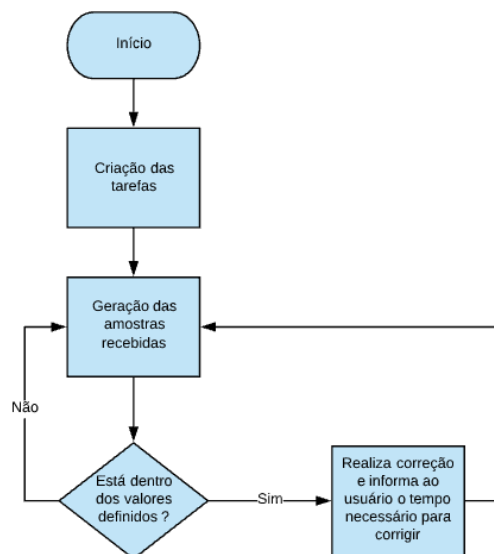 Início
Criação das
tarefas
Geração das
amostras
recebidas
Não
Está dentro
dos valores
definidos ?
Sim
Realiza correção
e informa ao
usuário o tempo
necessário para
corrigir